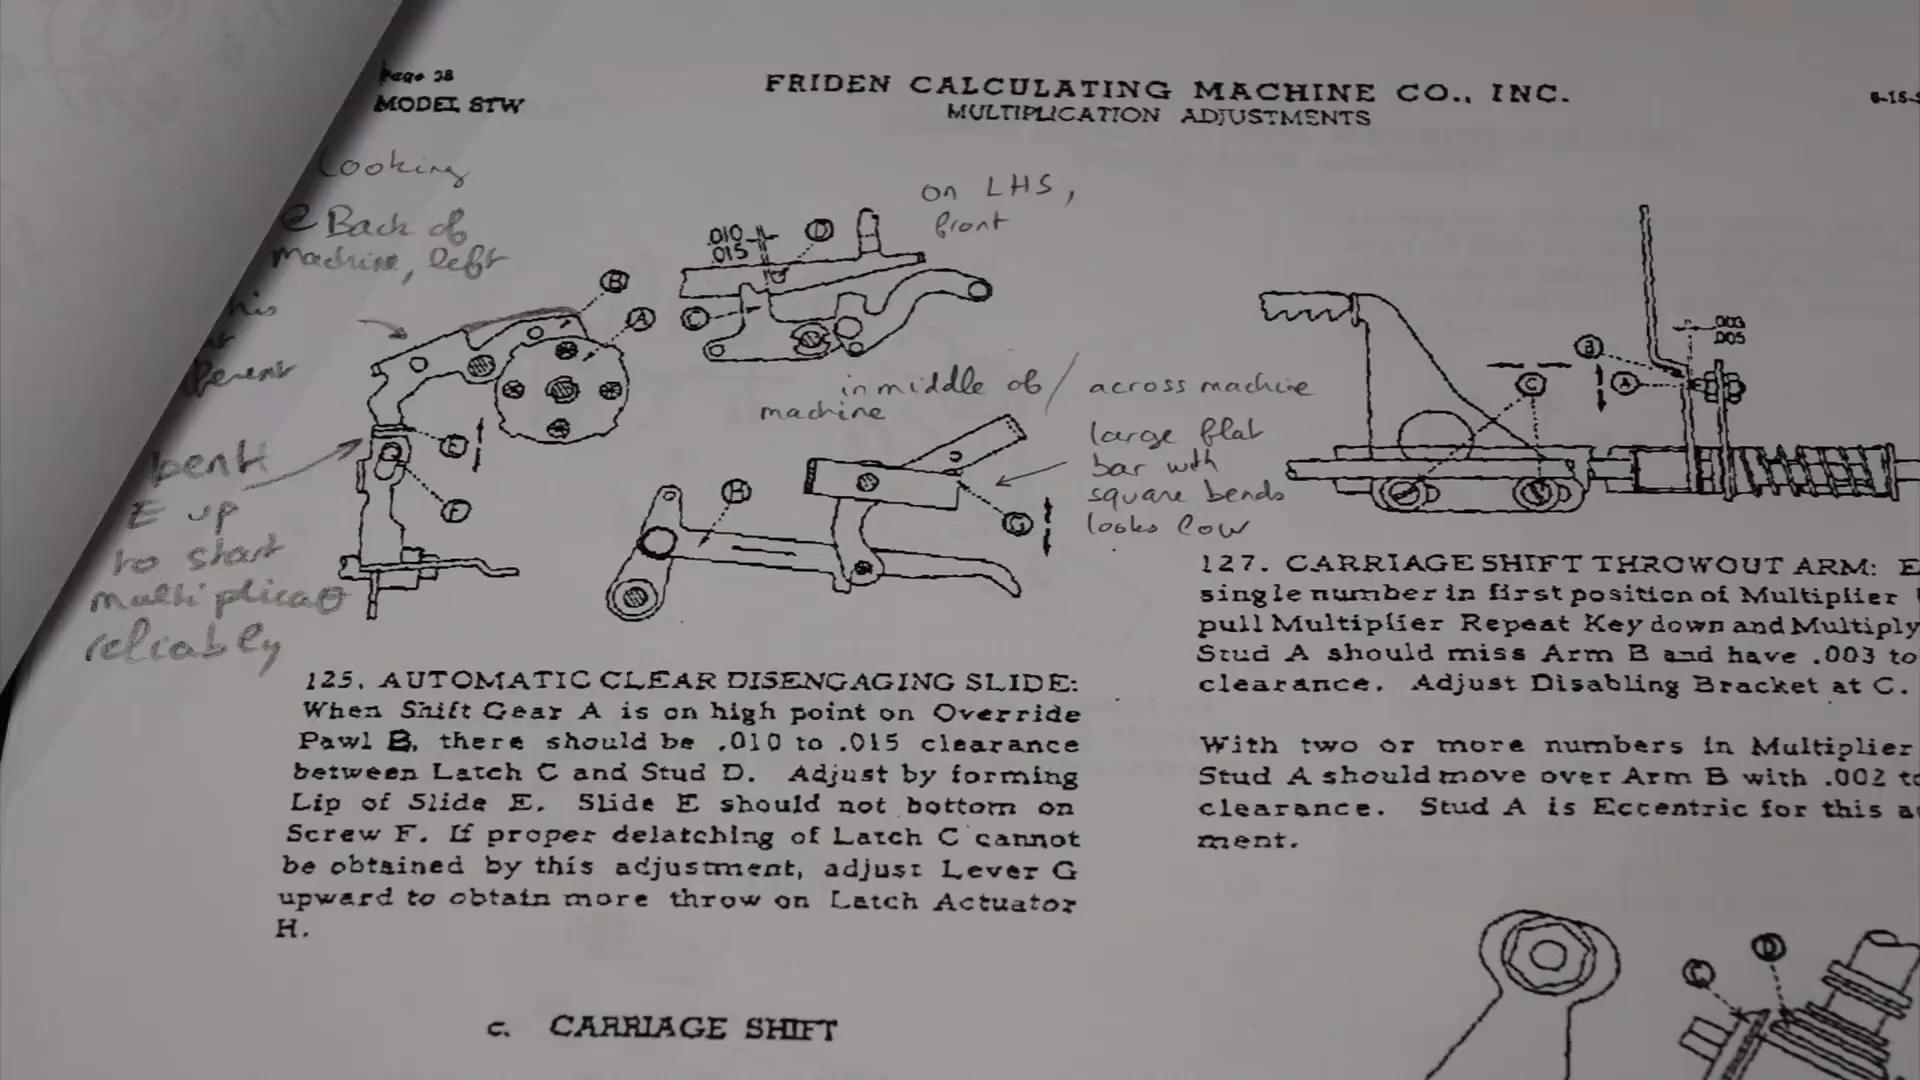 Page 38
MODEL STW
FRIDEN CALCULATING MACHINE CO., INC.
MULTIPLICATION ADJUSTMENTS
Looking
@ Back of
machine, left
bent
E up
to start
reliably
on LHS,
front
.010
.015
D
C
B
A
E
F
in middle of / across machine
machine
large flat
bar with
square bends
looks low
H
G
.003
.005
B
A
C
125. AUTOMATIC CLEAR DISENGAGING SLIDE:
When Shift Gear A is on high point on Override
Pawl B, there should be .010 to .015 clearance
between Latch C and Stud D. Adjust by forming
Lip of Slide E. Slide E should not bottom on
Screw F. If proper delatching of Latch C cannot
be obtained by this adjustment, adjust Lever G
upward to obtain more throw on Latch Actuator
H.
c. CARRIAGE SHIFT
127. CARRIAGE SHIFT THROWOUT ARM:
single number in first position of Multiplier
pull Multiplier Repeat Key down and Multiply
Stud A should miss Arm B and have .003 to
clearance. Adjust Disabling Bracket at C.
With two or more numbers in Multiplier
Stud A should move over Arm B with .002 to
clearance. Stud A is Eccentric for this
ment.
D